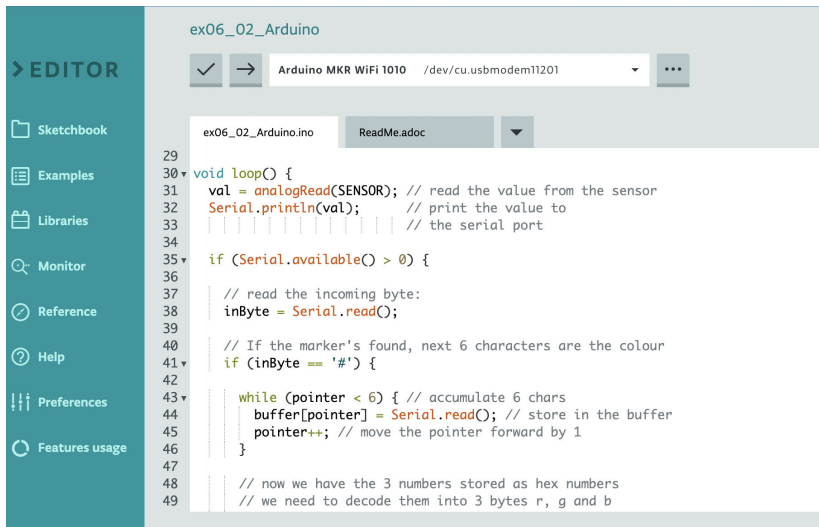 ex06_02_Arduino
>EDITOR
Arduino MKR WiFi 1010 /dev/cu.usbmodem11201
Sketchbook
Examples
Libraries
Monitor
Reference
Help
Preferences
Features usage
ex06_02_Arduino.ino ReadMe.adoc
29
30 void loop() {
31 val = analogRead(SENSOR); // read the value from the sensor
32 Serial.println(val); // print the value to
33 // the serial port
34
35 if (Serial.available() > 0) {
36
37 // read the incoming byte:
38 inByte = Serial.read();
39
40 // If the marker's found, next 6 characters are the colour
41 if (inByte == '#') {
42
43 while (pointer < 6) { // accumulate 6 chars
44 buffer[pointer] = Serial.read(); // store in the buffer
45 pointer++; // move the pointer forward by 1
46 }
47
48 // now we have the 3 numbers stored as hex numbers
49 // we need to decode them into 3 bytes r, g and b